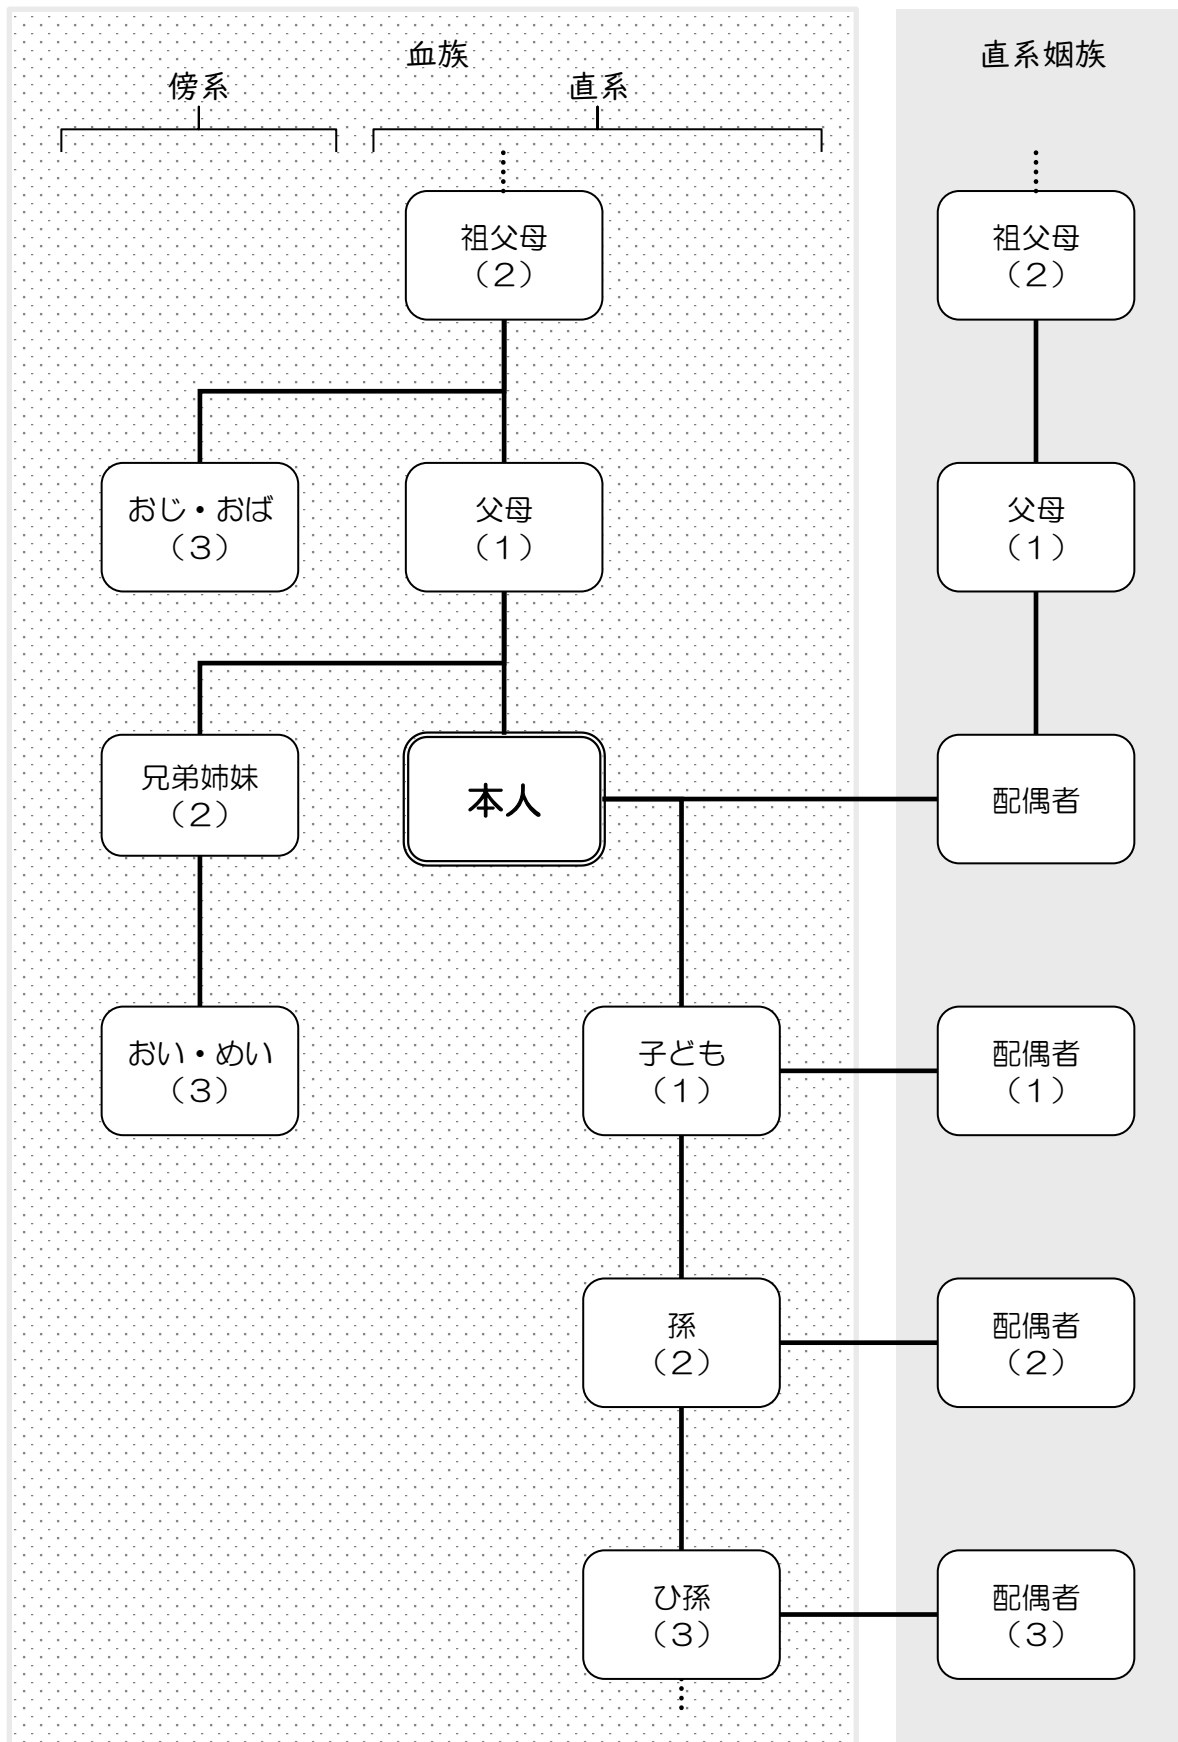 血族
直系姻族
傍系
直系
祖父母
（２）
祖父母
（２）
おじ・おば
（３）
父母
（１）
父母
（１）
兄弟姉妹
（２）
本人
配偶者
おい・めい
（３）
子ども
（１）
配偶者
（１）
孫
（２）
配偶者
（２）
ひ孫
（３）
配偶者
（３）